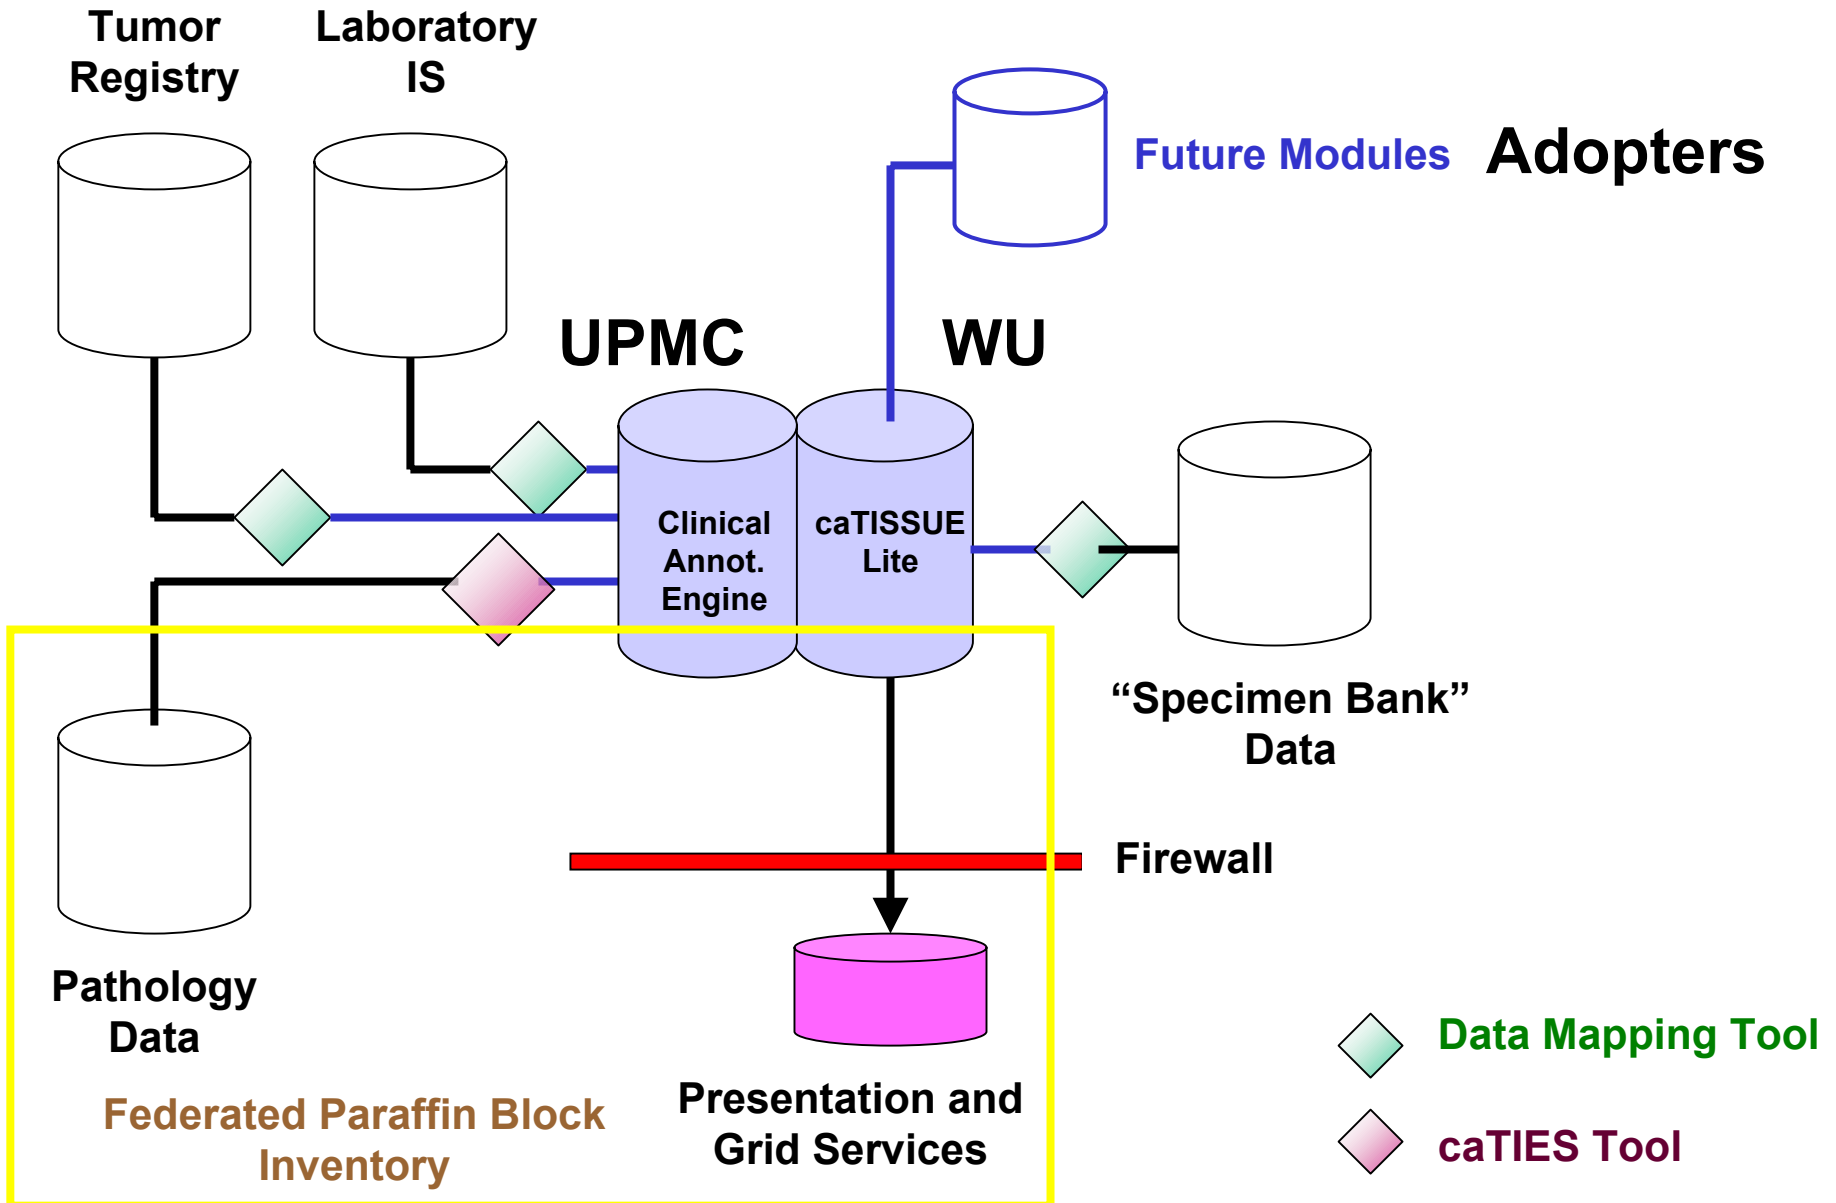 Tumor
Registry
Laboratory
IS
Future Modules
Adopters
UPMC
WU
Clinical
Annot.
Engine
caTISSUE
Lite
“Specimen Bank”
Data
Firewall
Pathology
Data
Federated Paraffin Block
Inventory
Presentation and
Grid Services
Data Mapping Tool
caTIES Tool